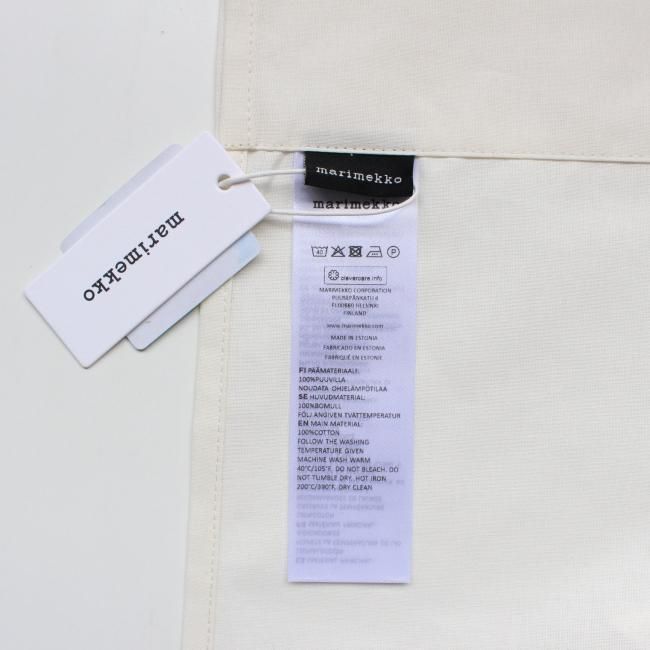 marimekko
marimekko
marimekko
40
P
clevercare.info
MARIMEKKO CORPORATION
PUUSEPÄNKATU 4
FI,00880 HELSINKI
FINLAND
www.marimekko.com
MADE IN ESTONIA
FABRICADO EN ESTONIA
FABRIQUÉ EN ESTONIE
FI PÄÄMATERIAALI:
100%PUUVILLA
NOUDATA OHJELÄMPÖTILAA
SE HUVUDMATERIAL:
100%BOMULL
FÖLJ ANGIVEN TVÄTTEMPERATUR
EN MAIN MATERIAL:
100%COTTON
FOLLOW THE WASHING
TEMPERATURE GIVEN
MACHINE WASH WARM
40°C/105°F, DO NOT BLEACH, DO
NOT TUMBLE DRY, HOT IRON
200°C/390°F, DRY CLEAN